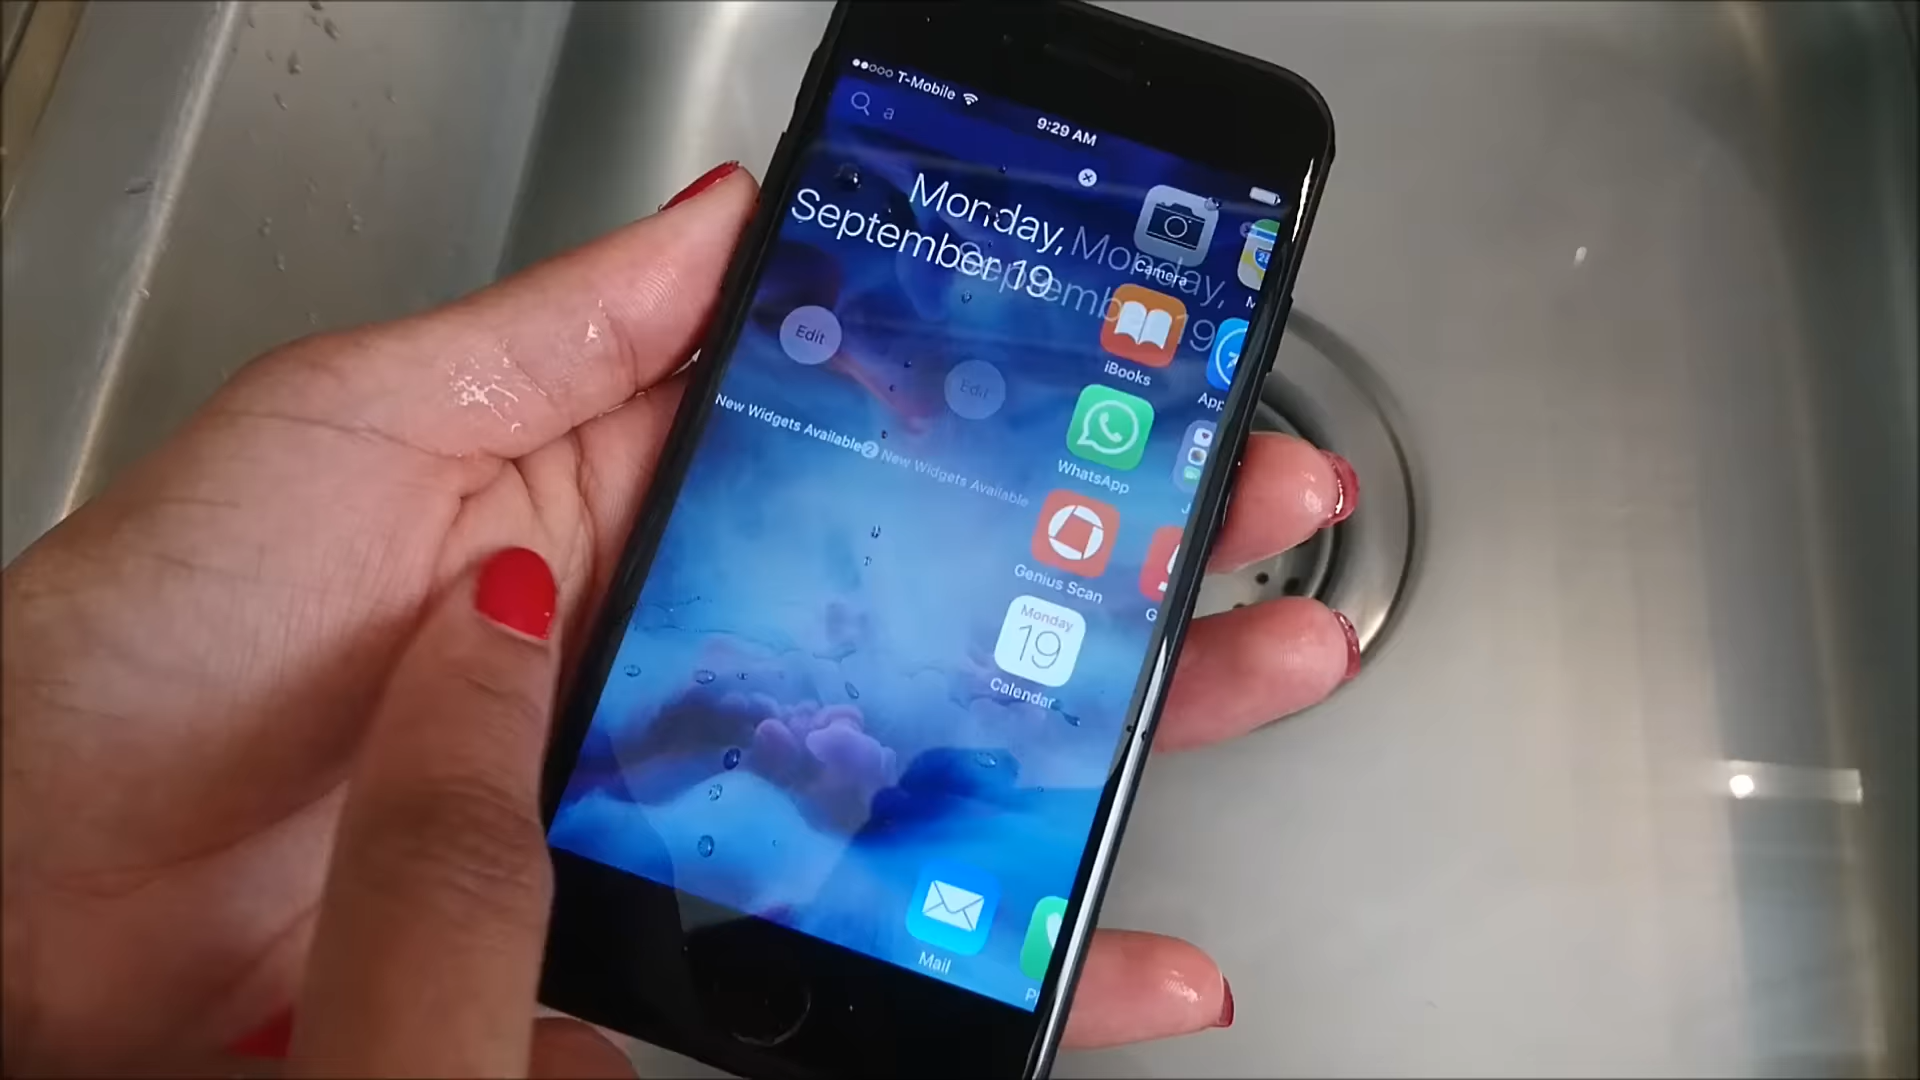 T-Mobile
9:29 AM
a
Monday,
September 19
Monday,
September 19
Camera
Edit
Edit
iBooks
New Widgets Available
2 New Widgets Available
WhatsApp
App
Genius Scan
G
Monday
19
Calendar
Mail
P